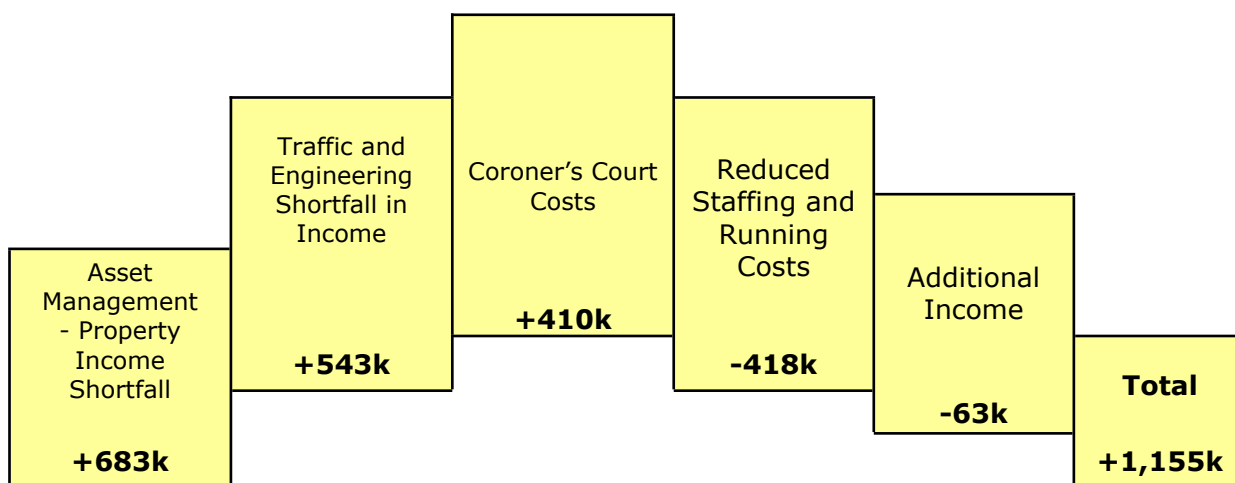 Asset
Management
- Property
Income
Shortfall
+683k
Traffic and
Engineering
Shortfall in
Income
+543k
Coroner's Court
Costs
+410k
Reduced
Staffing and
Running
Costs
-418k
Additional
Income
-63k
Total
+1,155k